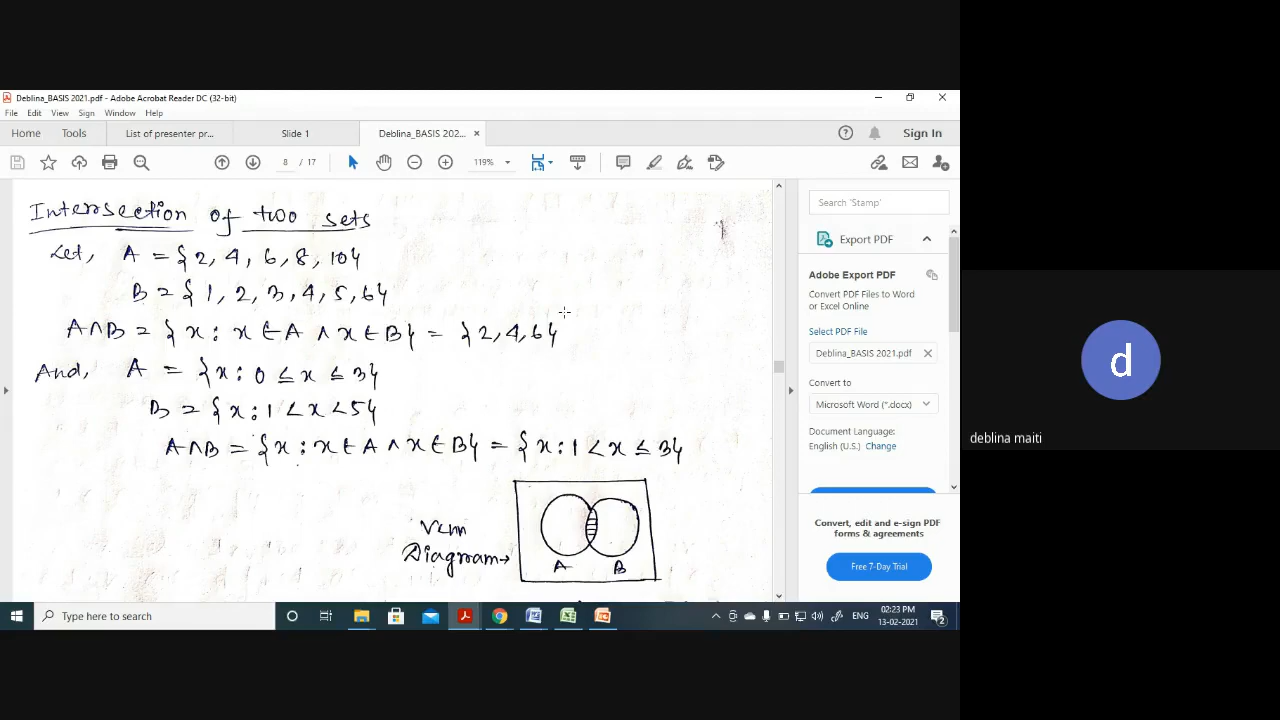 Deblina_BASIS 2021.pdf - Adobe Acrobat Reader DC (32-bit)
File Edit View Sign Window Help
Home Tools List of presenter pr... Slide 1 Deblina_BASIS 202... × Sign In
8 / 17 119%
Intersection of two sets
Let, A = {2, 4, 6, 8, 10}
B = {1, 2, 3, 4, 5, 6}
A∩B = {x : x ∈ A ∧ x ∈ B} = {2, 4, 6}
And, A = {x : 0 ≤ x ≤ 3}
B = {x : 1 < x < 5}
A∩B = {x : x ∈ A ∧ x ∈ B} = {x : 1 < x ≤ 3}
Venn
Diagram→
A B
Search 'Stamp'
Export PDF
Adobe Export PDF
Convert PDF Files to Word
or Excel Online
Select PDF File
Deblina_BASIS 2021.pdf
Convert to
Microsoft Word (*.docx)
Document Language:
English (U.S.) Change
Convert, edit and e-sign PDF
forms & agreements
Free 7-Day Trial
d
deblina maiti
Type here to search
ENG
02:23 PM
13-02-2021
2